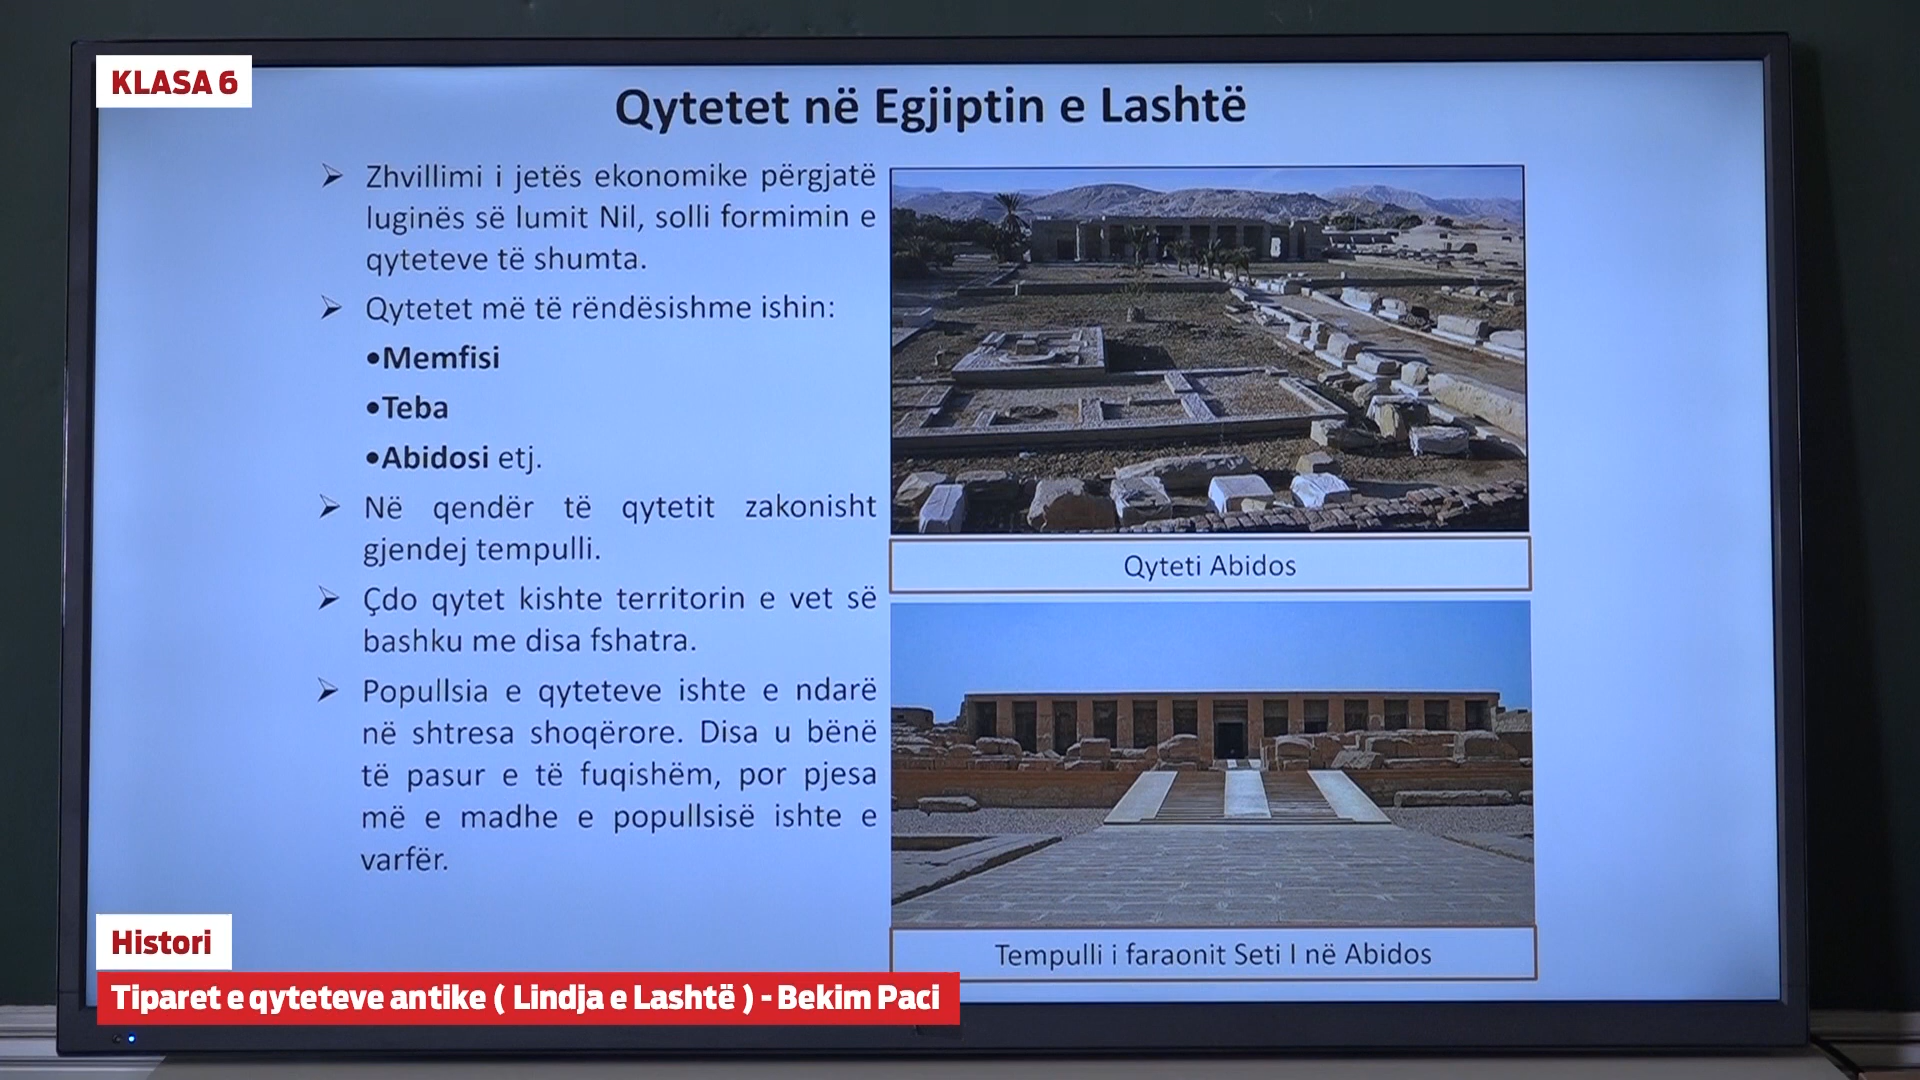 KLASA 6
Qytetet në Egjiptin e Lashtë
➢ Zhvillimi i jetës ekonomike përgjatë
luginës së lumit Nil, solli formimin e
qyteteve të shumta.
➢ Qytetet më të rëndësishme ishin:
•Memfisi
•Teba
•Abidosi etj.
➢ Në qendër të qytetit zakonisht
gjendej tempulli.
➢ Çdo qytet kishte territorin e vet së
bashku me disa fshatra.
➢ Popullsia e qyteteve ishte e ndarë
në shtresa shoqërore. Disa u bënë
të pasur e të fuqishëm, por pjesa
më e madhe e popullsisë ishte e
varfër.
Qyteti Abidos
Tempulli i faraonit Seti I në Abidos
Histori
Tiparet e qyteteve antike ( Lindja e Lashtë ) - Bekim Paci